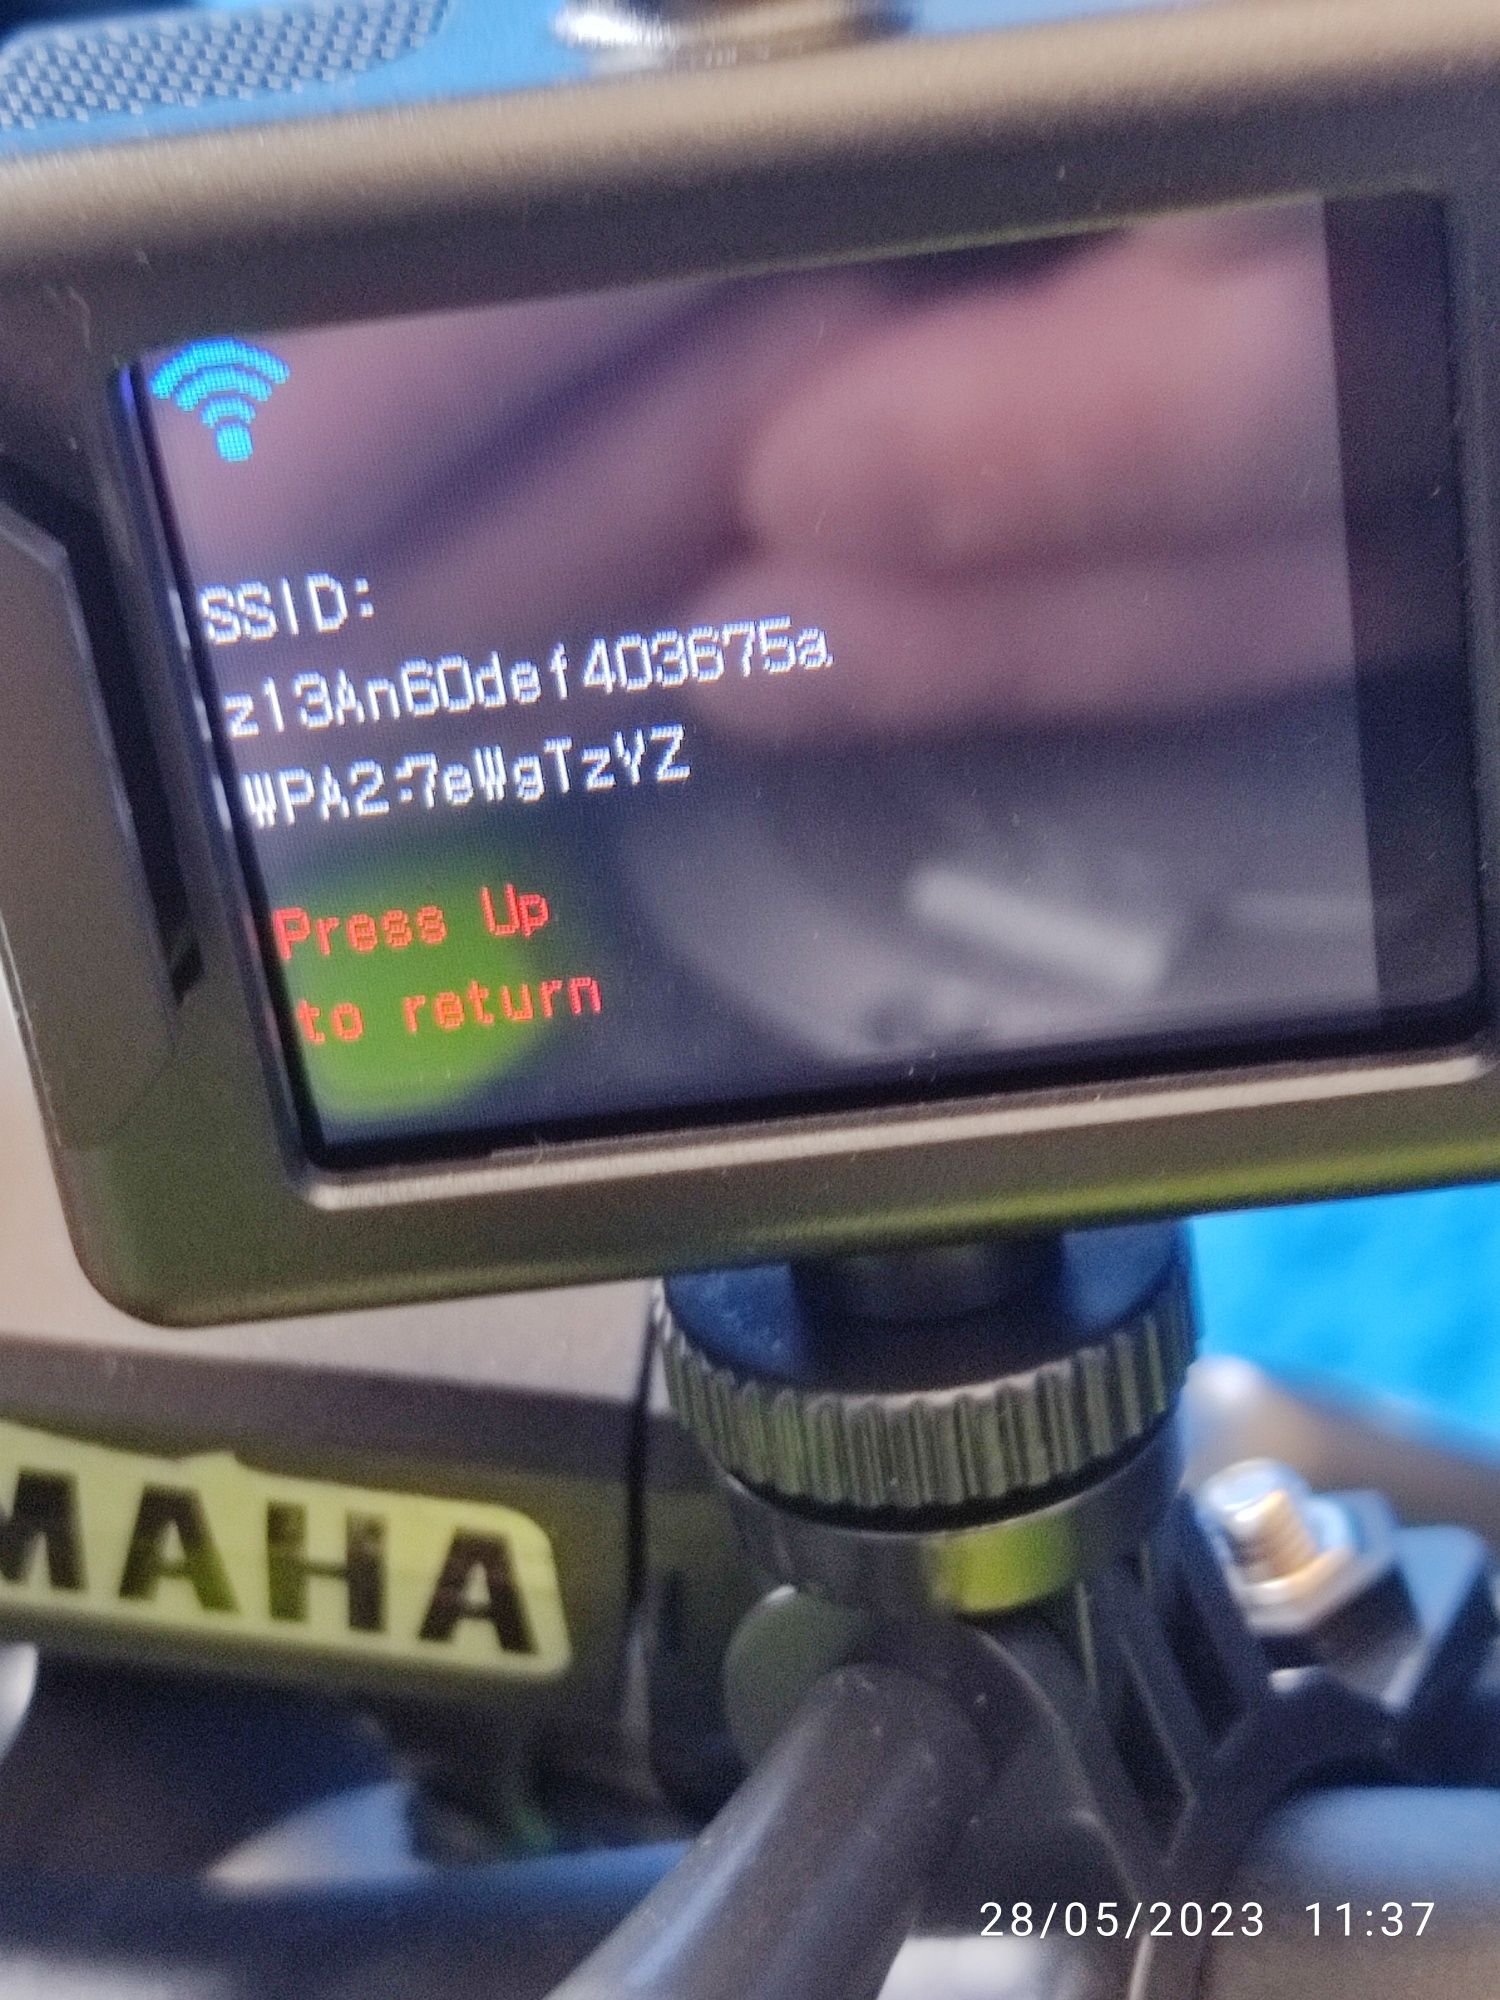 SSID:
z13An60def403675a
WPA2:7eWgTzYZ
Press Up
to return
MAHA
28/05/2023 11:37